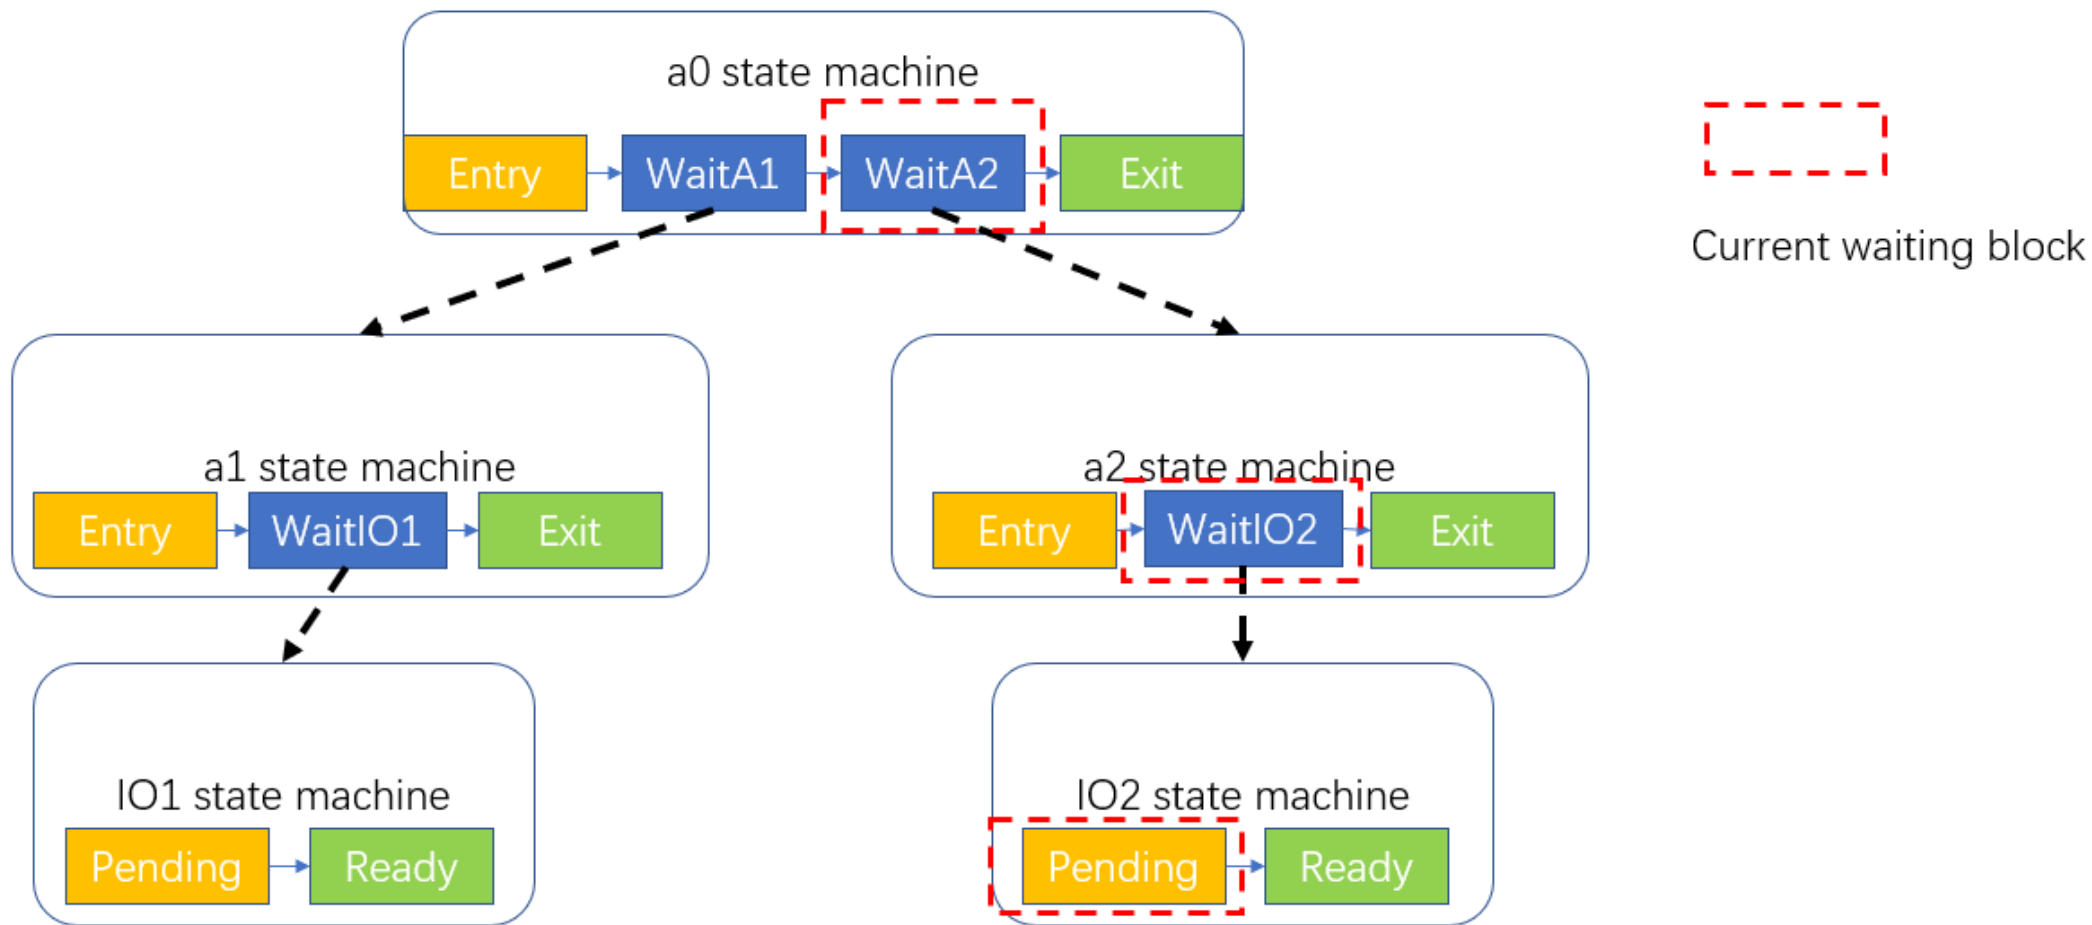 a0 state machine
Entry
WaitA1
WaitA2
Exit
Current waiting block
a1 state machine
Entry
WaitIO1
Exit
a2 state machine
Entry
WaitIO2
Exit
IO1 state machine
Pending
Ready
IO2 state machine
Pending
Ready